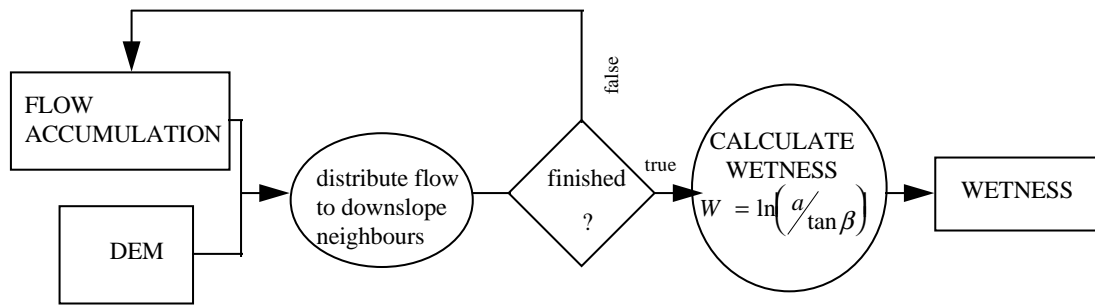 FLOW
ACCUMULATION
DEM
distribute flow
to downslope
neighbours
finished
?
false
true
CALCULATE
WETNESS
W = ln(a/tan β)
WETNESS